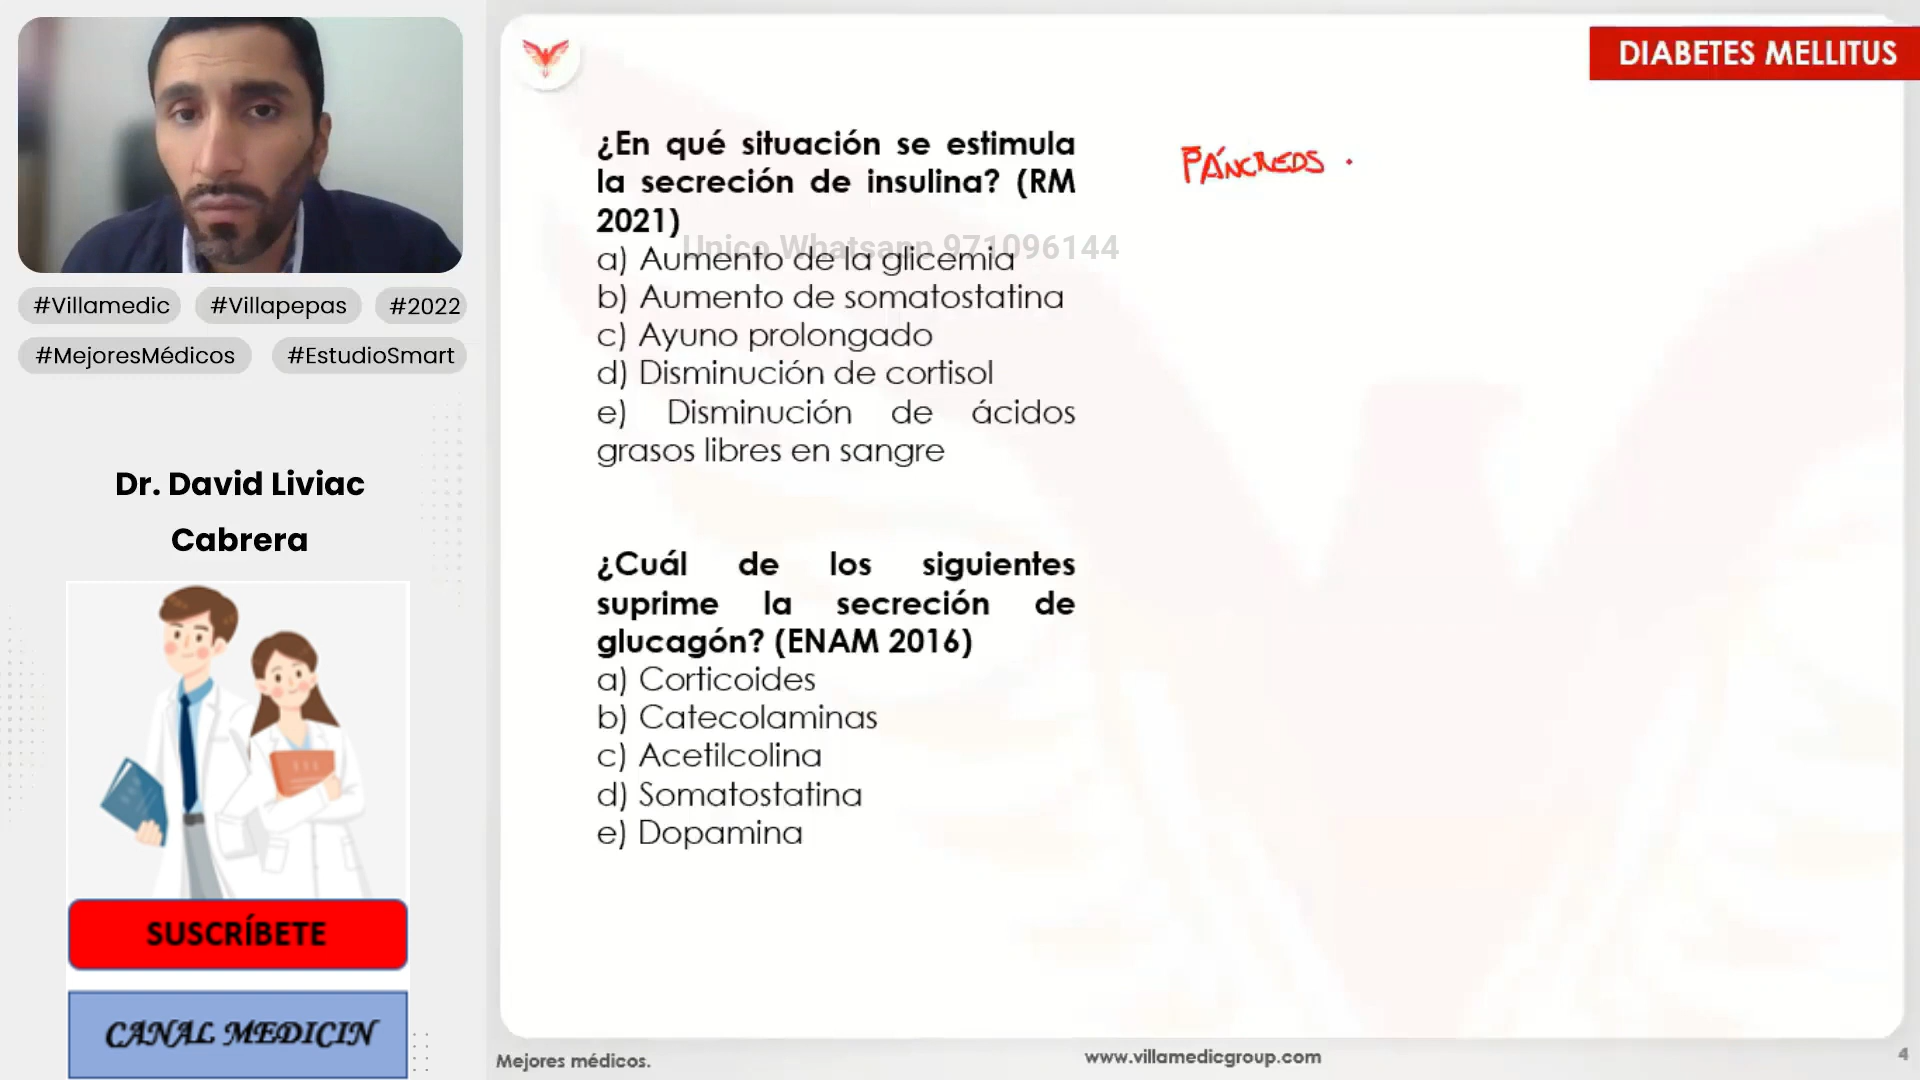 #Villamedic #Villapepas #2022
#MejoresMédicos #EstudioSmart
Dr. David Liviac
Cabrera
SUSCRÍBETE
CANAL MEDICIN
DIABETES MELLITUS
¿En qué situación se estimula
la secreción de insulina? (RM
2021)
Unico Whatsapp 971096144
a) Aumento de la glicemia
b) Aumento de somatostatina
c) Ayuno prolongado
d) Disminución de cortisol
e) Disminución de ácidos
grasos libres en sangre
¿Cuál de los siguientes
suprime la secreción de
glucagón? (ENAM 2016)
a) Corticoides
b) Catecolaminas
c) Acetilcolina
d) Somatostatina
e) Dopamina
PÁNCREAS
Mejores médicos.
www.villamedicgroup.com
4